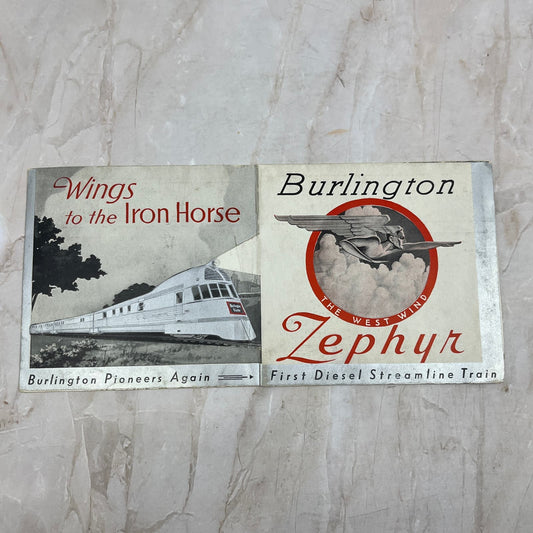 Wings
to the Iron Horse
Burlington Pioneers Again
Burlington
THE WEST WIND
Zephyr
First Diesel Streamline Train